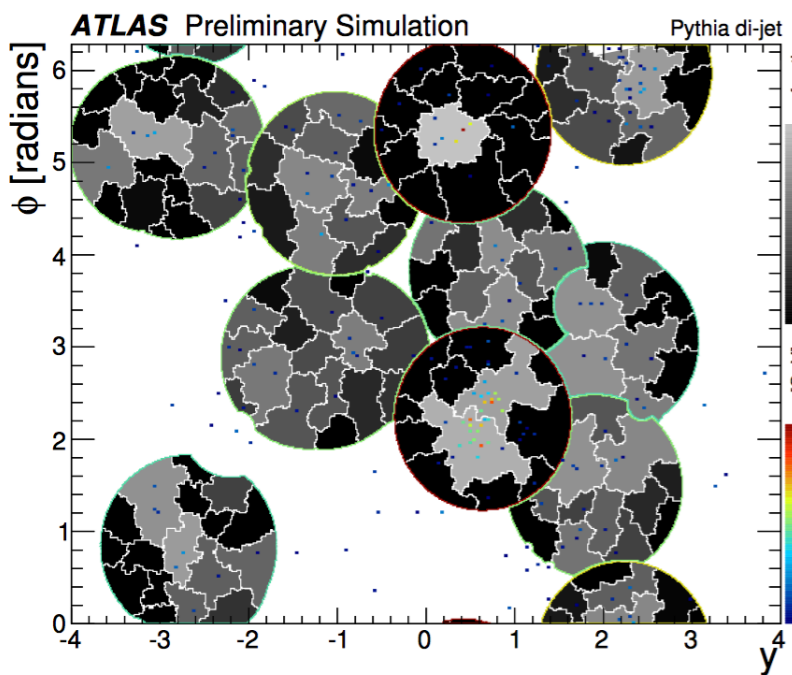 ATLAS Preliminary Simulation
Pythia di-jet
φ [radians]
6
5
4
3
2
1
0
-4 -3 -2 -1 0 1 2 3 4
y